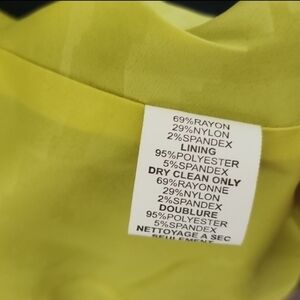 69%RAYON
29%NYLON
2%SPANDEX
LINING
95%POLYESTER
5%SPANDEX
DRY CLEAN ONLY
69%RAYONNE
29%NYLON
2%SPANDEX
DOUBLURE
95%POLYESTER
5%SPANDEX
NETTOYAGE A SEC
SEULEMENT